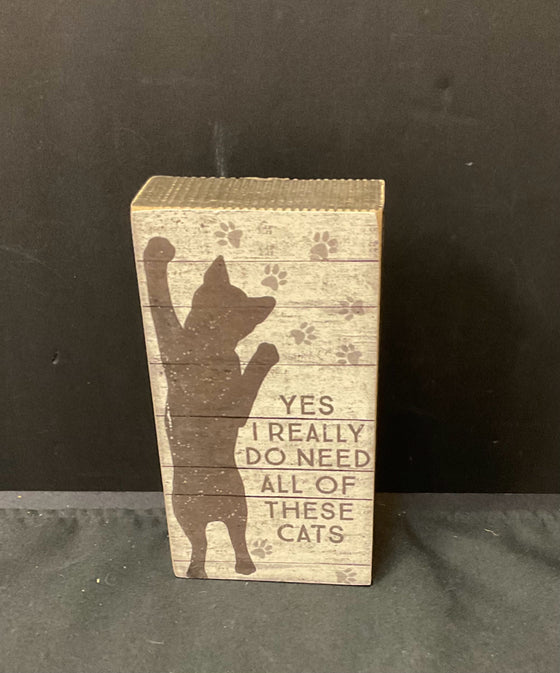 YES
I REALLY
DO NEED
ALL OF
THESE
CATS